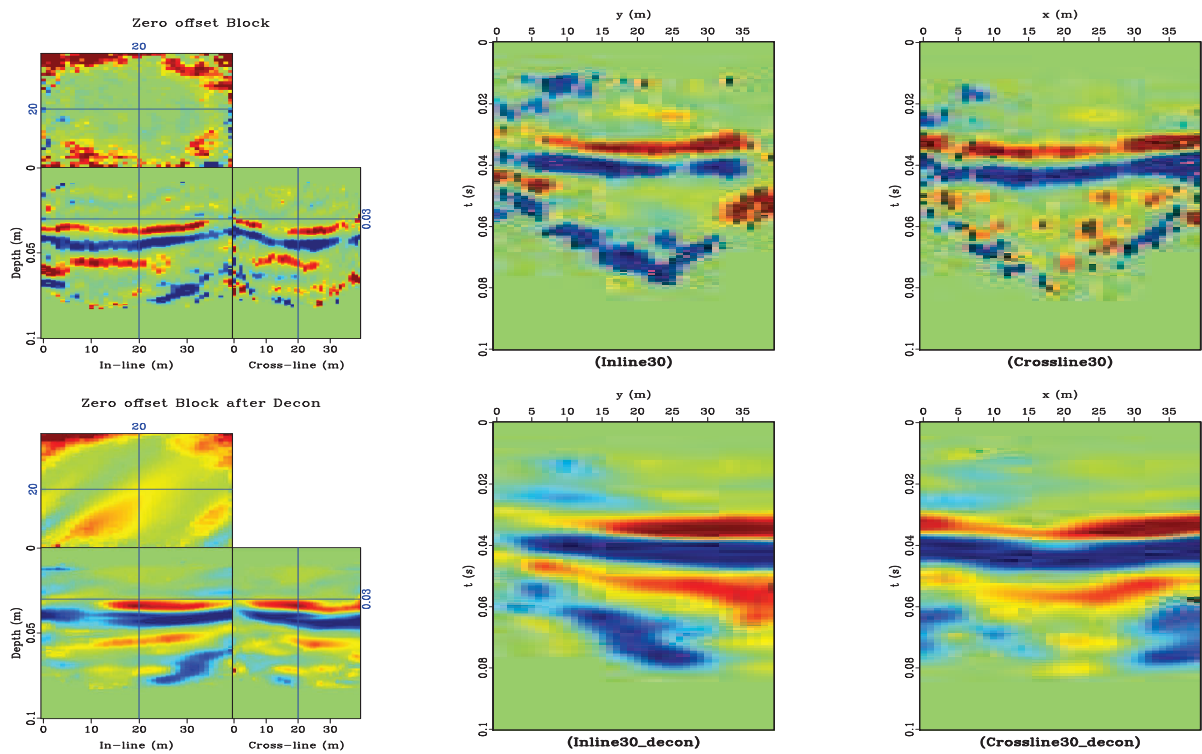 Zero offset Block
20
20
0
Depth (m)
0.05
0.1
0.03
0 10 20 30 0 20
In-line (m) Cross-line (m)
y (m)
0 5 10 15 20 25 30 35
t (s)
0 0.02 0.04 0.06 0.08 0.1
(Inline30)
x (m)
0 5 10 15 20 25 30 35
t (s)
0 0.02 0.04 0.06 0.08 0.1
(Crossline30)
Zero offset Block after Decon
20
20
0
Depth (m)
0.05
0.1
0.03
0 10 20 30 0 20
In-line (m) Cross-line (m)
y (m)
0 5 10 15 20 25 30 35
t (s)
0 0.02 0.04 0.06 0.08 0.1
(Inline30_decon)
x (m)
0 5 10 15 20 25 30 35
t (s)
0 0.02 0.04 0.06 0.08 0.1
(Crossline30_decon)